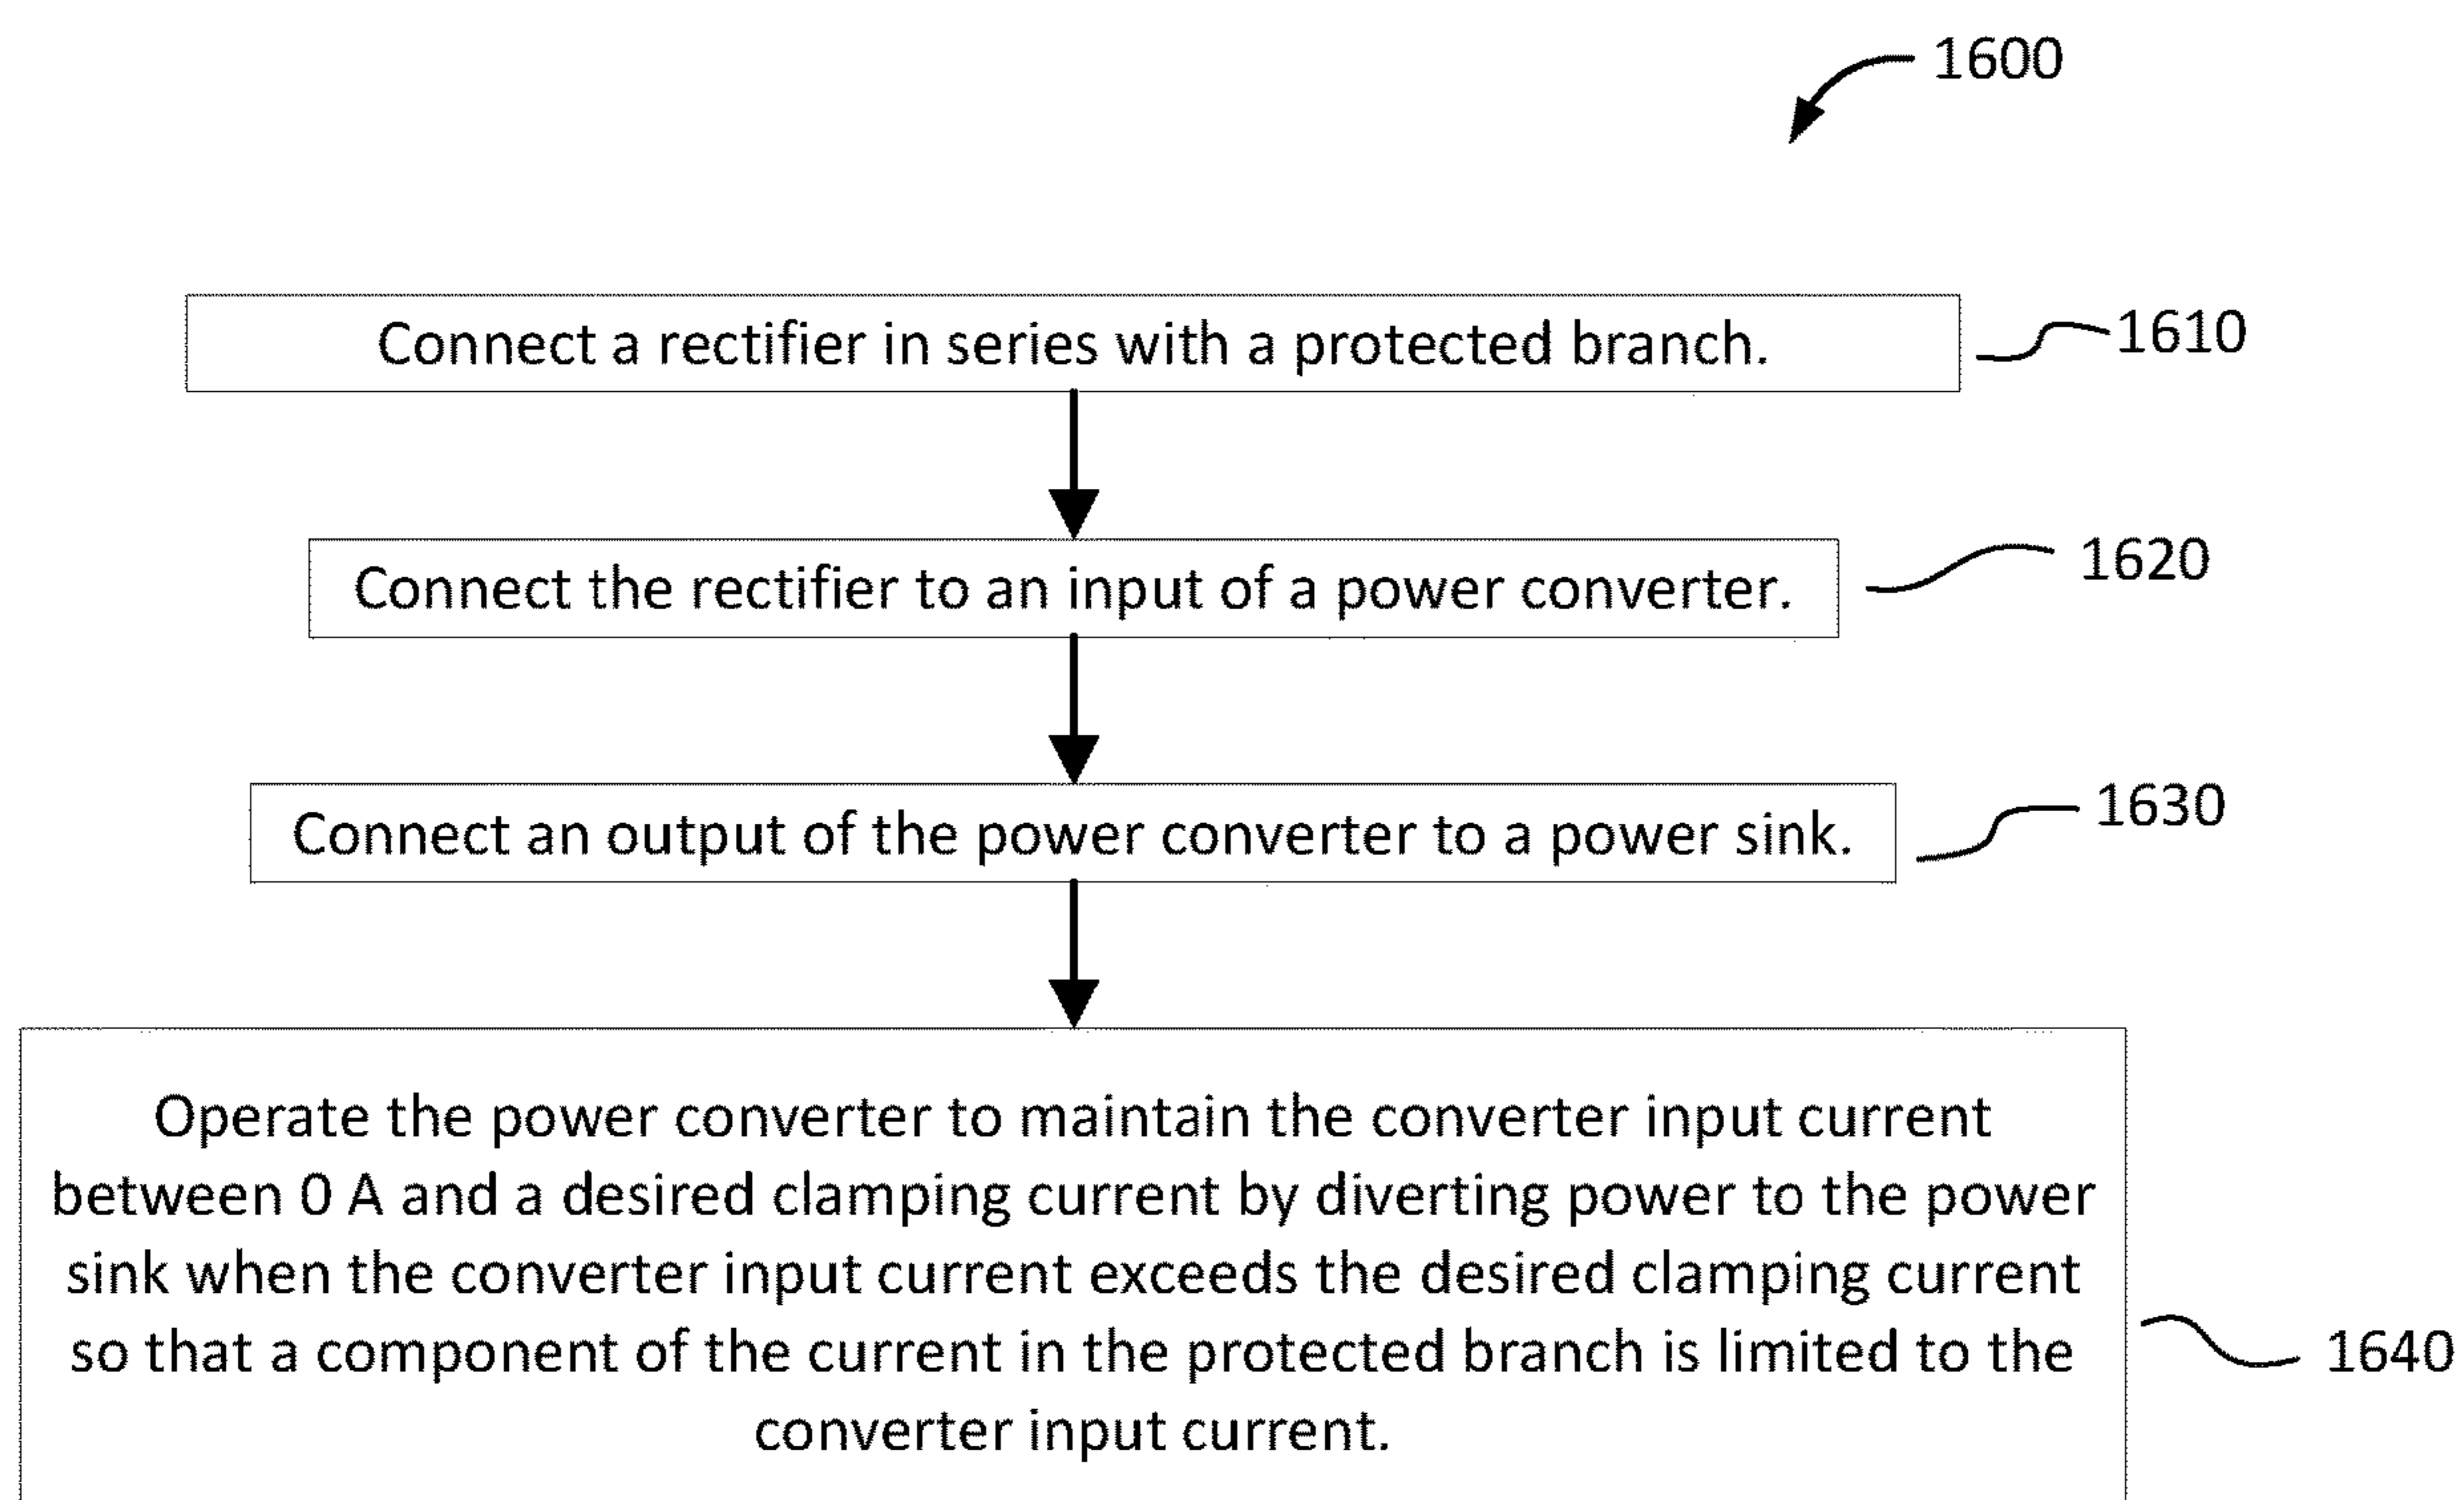 1600
Connect a rectifier in series with a protected branch.
1610
Connect the rectifier to an input of a power converter.
1620
Connect an output of the power converter to a power sink.
1630
Operate the power converter to maintain the converter input current
between 0 A and a desired clamping current by diverting power to the power
sink when the converter input current exceeds the desired clamping current
so that a component of the current in the protected branch is limited to the
converter input current.
1640